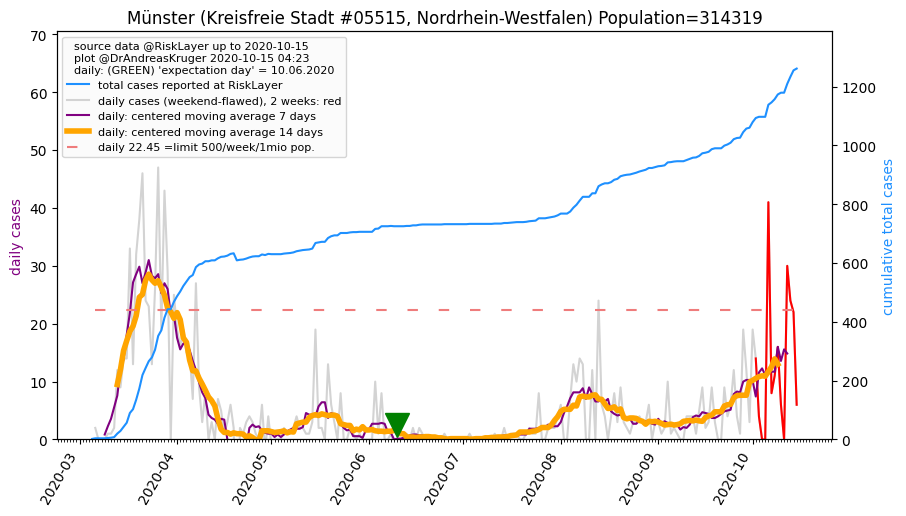 Münster (Kreisfreie Stadt #05515, Nordrhein-Westfalen) Population=314319
source data @RiskLayer up to 2020-10-15
plot @DrAndreasKruger 2020-10-15 04:23
daily: (GREEN) 'expectation day' = 10.06.2020
total cases reported at RiskLayer
daily cases (weekend-flawed), 2 weeks: red
daily: centered moving average 7 days
daily: centered moving average 14 days
daily 22.45 =limit 500/week/1mio pop.
daily cases
70
60
50
40
30
20
10
0
cumulative total cases
1200
1000
800
600
400
200
0
2020-03
2020-04
2020-05
2020-06
2020-07
2020-08
2020-09
2020-10